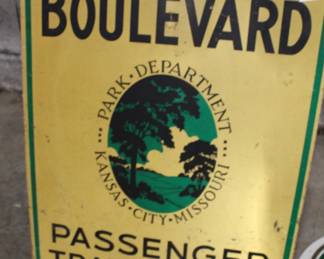 BOULEVARD
PARK·DEPARTMENT
KANSAS·CITY·MISSOURI
PASSENGER